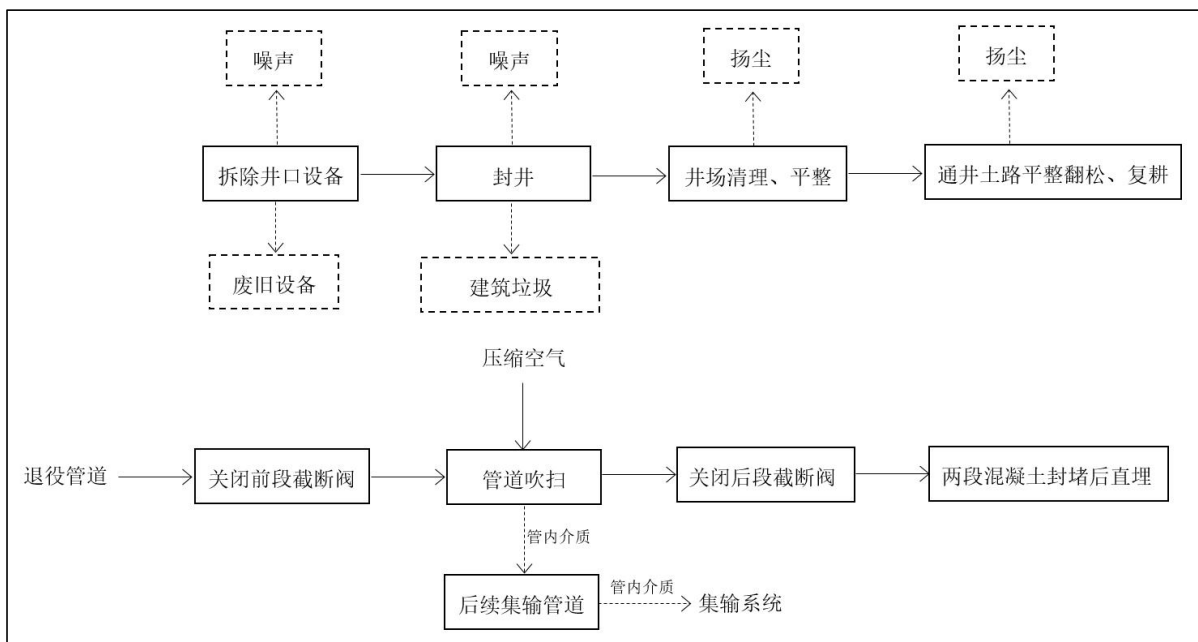 噪声
噪声
扬尘
扬尘
拆除井口设备
封井
井场清理、平整
通井土路平整翻松、复耕
废旧设备
建筑垃圾
压缩空气
退役管道
关闭前段截断阀
管道吹扫
关闭后段截断阀
两段混凝土封堵后直埋
管内介质
后续集输管道
管内介质
集输系统